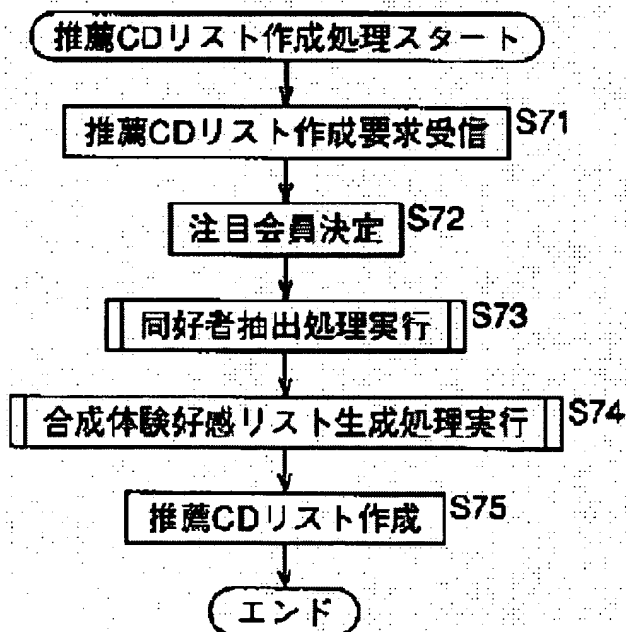 推薦CDリスト作成処理スタート
推薦CDリスト作成要求受信 S71
注目会員決定 S72
同好者抽出処理実行 S73
合成体験好感リスト生成処理実行 S74
推薦CDリスト作成 S75
エンド